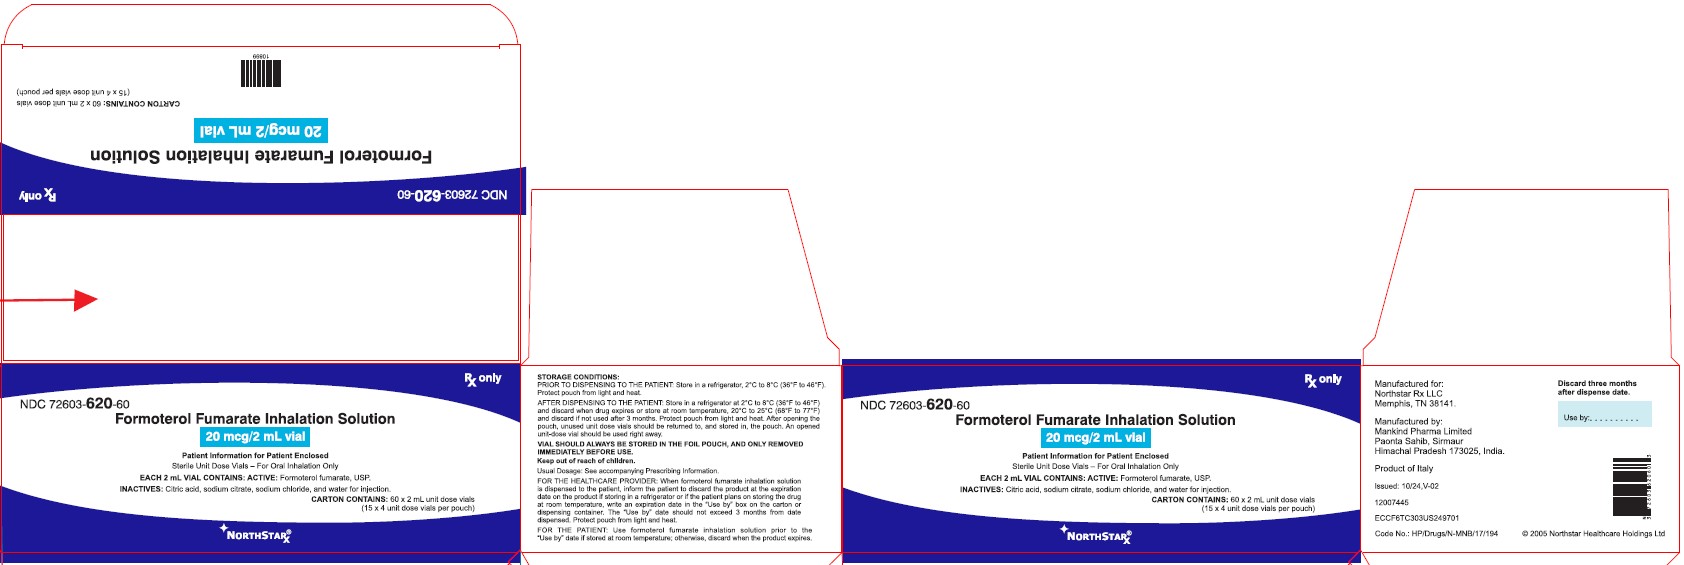 10899
CARTON CONTAINS: 60 x 2 mL unit dose vials
(15 x 4 unit dose vials per pouch)
20 mcg/2 mL vial
Formoterol Fumarate Inhalation Solution
NDC 72603-620-60
Rx only
Rx only
NDC 72603-620-60
Formoterol Fumarate Inhalation Solution
20 mcg/2 mL vial
Patient Information for Patient Enclosed
Sterile Unit Dose Vials – For Oral Inhalation Only
EACH 2 mL VIAL CONTAINS: ACTIVE: Formoterol fumarate, USP.
INACTIVES: Citric acid, sodium citrate, sodium chloride, and water for injection.
CARTON CONTAINS: 60 x 2 mL unit dose vials
(15 x 4 unit dose vials per pouch)
NORTHSTAR Rx
STORAGE CONDITIONS:
PRIOR TO DISPENSING TO THE PATIENT: Store in a refrigerator, 2°C to 8°C (36°F to 46°F).
Protect pouch from light and heat.
AFTER DISPENSING TO THE PATIENT: Store in a refrigerator at 2°C to 8°C (36°F to 46°F)
and discard when drug expires or store at room temperature, 20°C to 25°C (68°F to 77°F)
and discard if not used after 3 months. Protect pouch from light and heat. After opening the
pouch, unused unit dose vials should be returned to, and stored in, the pouch. An opened
unit-dose vial should be used right away.
VIAL SHOULD ALWAYS BE STORED IN THE FOIL POUCH, AND ONLY REMOVED
IMMEDIATELY BEFORE USE.
Keep out of reach of children.
Usual Dosage: See accompanying Prescribing Information.
FOR THE HEALTHCARE PROVIDER: When formoterol fumarate inhalation solution
is dispensed to the patient, inform the patient to discard the product at the expiration
date on the product if storing in a refrigerator or if the patient plans on storing the drug
at room temperature, write an expiration date in the "Use by" box on the carton or
dispensing container. The "Use by" date should not exceed 3 months from date
dispensed. Protect pouch from light and heat.
FOR THE PATIENT: Use formoterol fumarate inhalation solution prior to the
"Use by" date if stored at room temperature; otherwise, discard when the product expires.
Rx only
NDC 72603-620-60
Formoterol Fumarate Inhalation Solution
20 mcg/2 mL vial
Patient Information for Patient Enclosed
Sterile Unit Dose Vials – For Oral Inhalation Only
EACH 2 mL VIAL CONTAINS: ACTIVE: Formoterol fumarate, USP.
INACTIVES: Citric acid, sodium citrate, sodium chloride, and water for injection.
CARTON CONTAINS: 60 x 2 mL unit dose vials
(15 x 4 unit dose vials per pouch)
NORTHSTAR Rx
Manufactured for:
Northstar Rx LLC
Memphis, TN 38141.
Manufactured by:
Mankind Pharma Limited
Paonta Sahib, Sirmaur
Himachal Pradesh 173025, India.
Product of Italy
Issued: 10/24,V-02
12007445
ECCF6TC303US249701
Code No.: HP/Drugs/N-MNB/17/194
Discard three months
after dispense date.
Use by:. . . . . . . . . .
© 2005 Northstar Healthcare Holdings Ltd